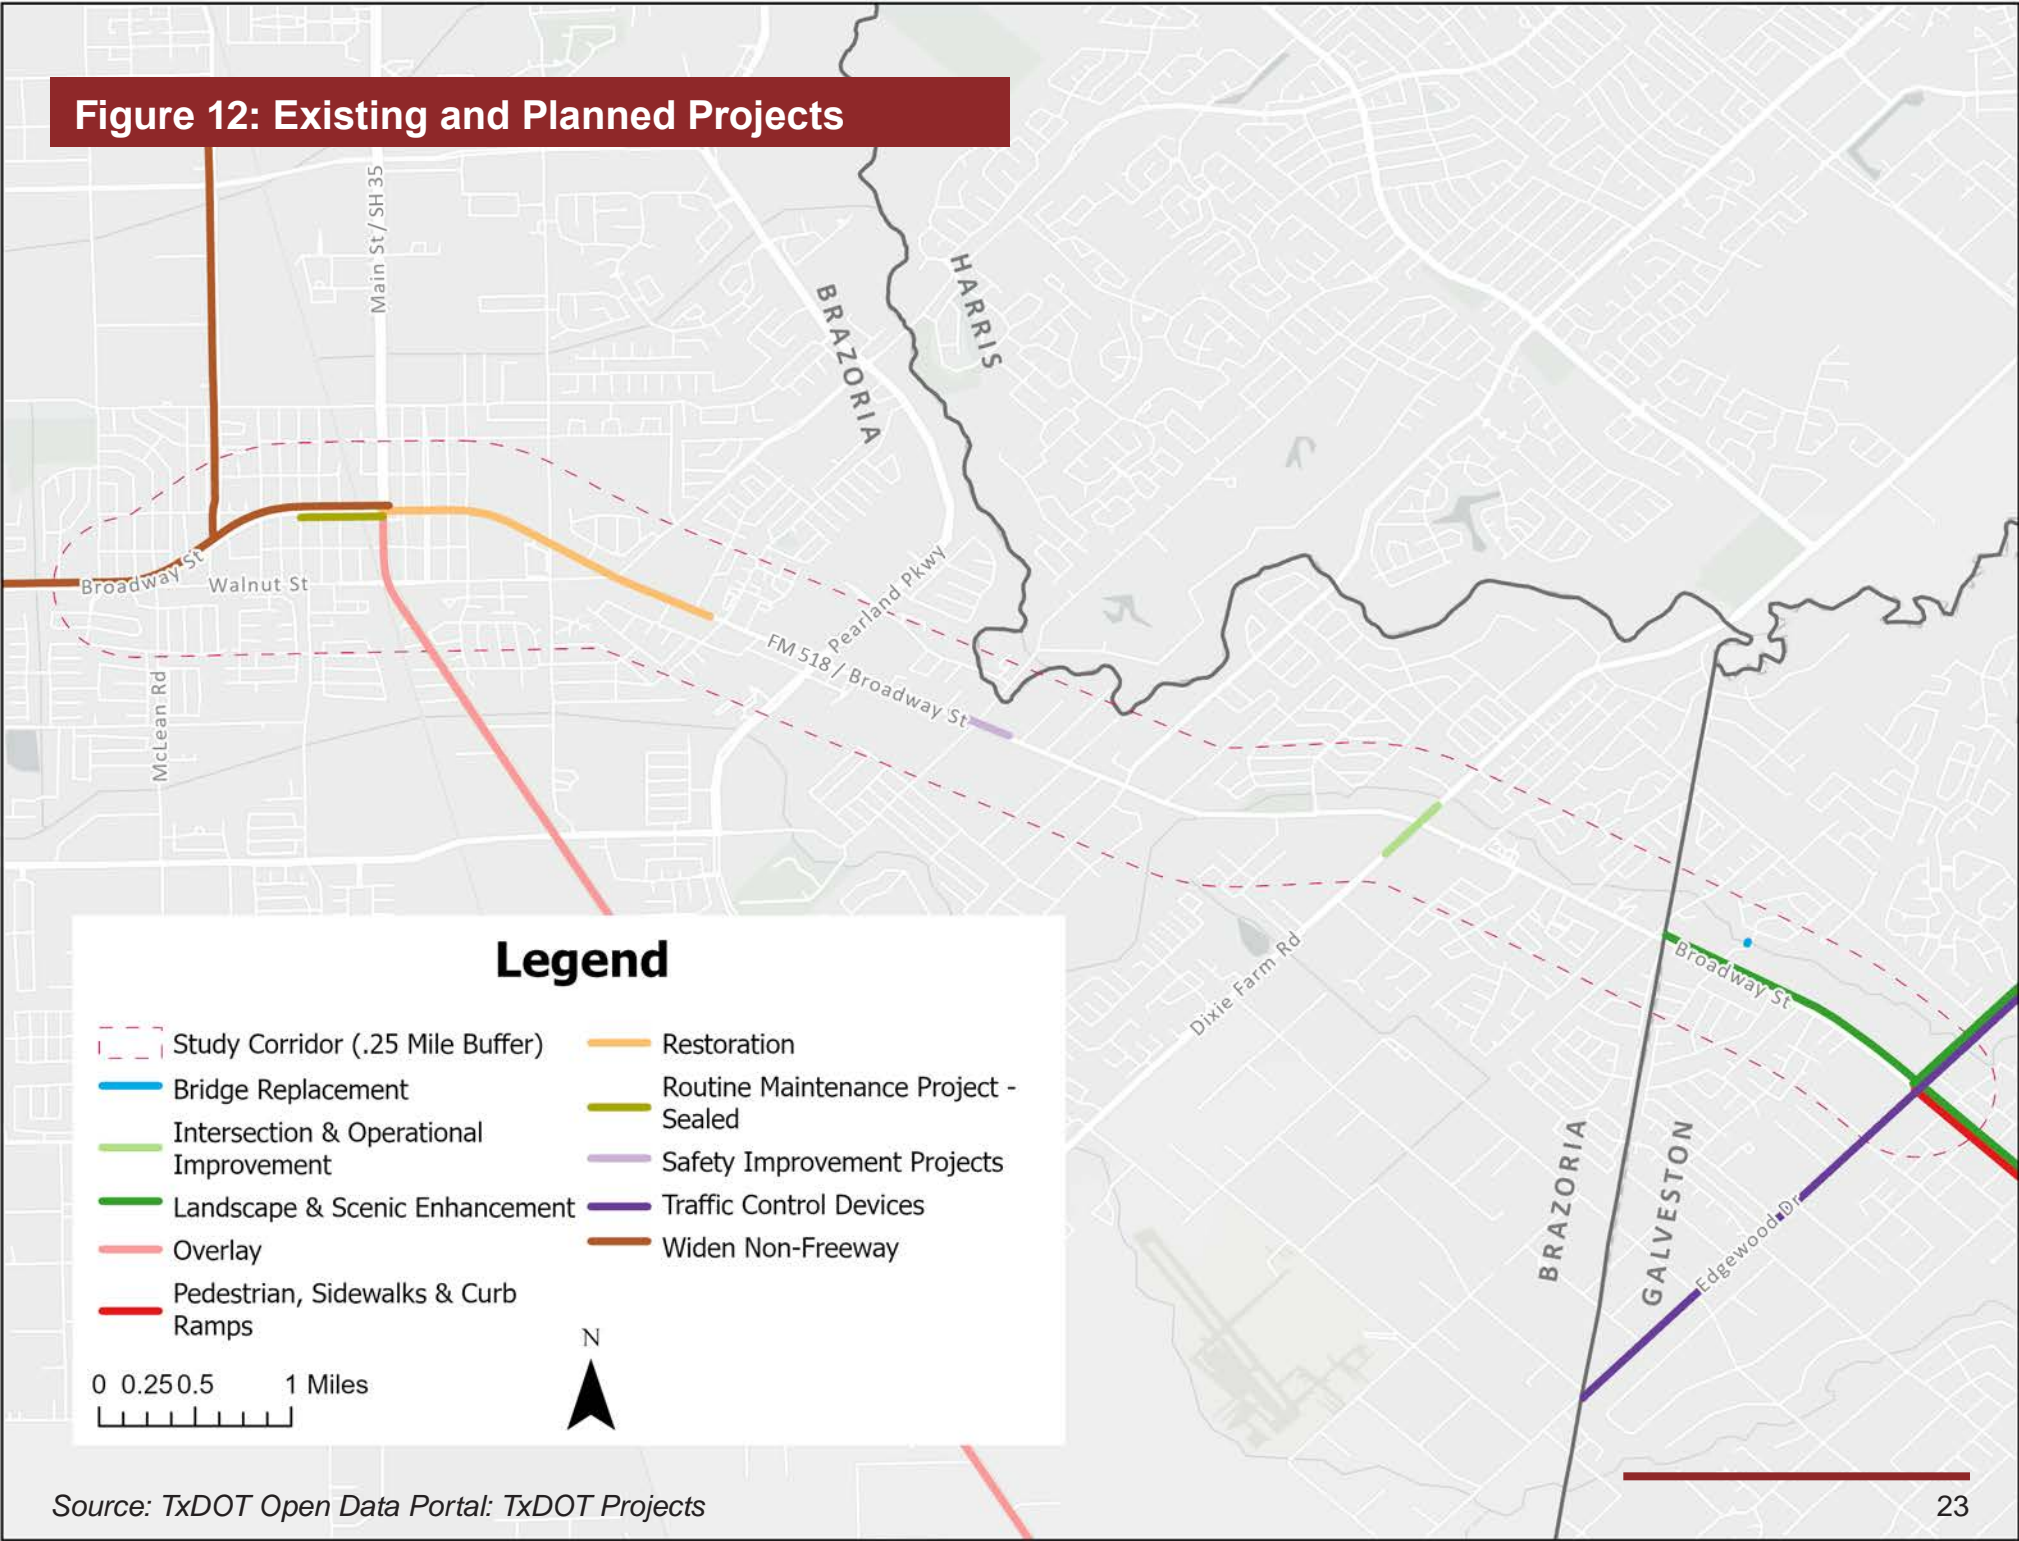 Figure 12: Existing and Planned Projects
Main St / SH 35
HARRIS
BRAZORIA
Pearland Pkwy
Broadway St
Walnut St
FM 518 / Broadway St
McLean Rd
Dixie Farm Rd
Broadway St
BRAZORIA
GALVESTON
Edgewood Dr
Legend
Study Corridor (.25 Mile Buffer)
Bridge Replacement
Intersection & Operational
Improvement
Landscape & Scenic Enhancement
Overlay
Pedestrian, Sidewalks & Curb
Ramps
Restoration
Routine Maintenance Project -
Sealed
Safety Improvement Projects
Traffic Control Devices
Widen Non-Freeway
0 0.25 0.5 1 Miles
N
Source: TxDOT Open Data Portal: TxDOT Projects
23